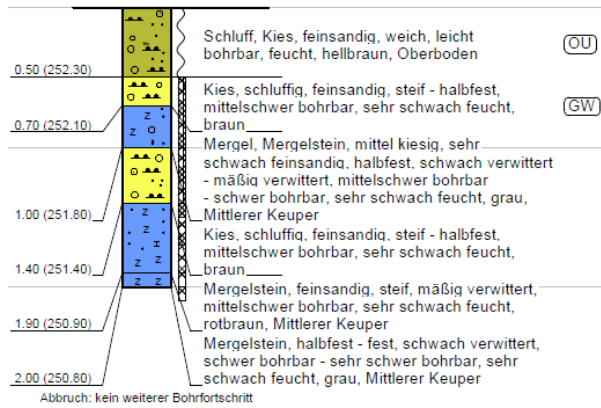 Schluff, Kies, feinsandig, weich, leicht
bohrbar, feucht, hellbraun, Oberboden
OU
0.50 (252.30)
Kies, schluffig, feinsandig, steif - halbfest,
mittelschwer bohrbar, sehr schwach feucht,
braun
GW
0.70 (252.10)
Mergel, Mergelstein, mittel kiesig, sehr
schwach feinsandig, halbfest, schwach verwittert
- mäßig verwittert, mittelschwer bohrbar
- schwer bohrbar, sehr schwach feucht, grau,
Mittlerer Keuper
1.00 (251.80)
Kies, schluffig, feinsandig, steif - halbfest,
mittelschwer bohrbar, sehr schwach feucht,
braun
1.40 (251.40)
Mergelstein, feinsandig, steif, mäßig verwittert,
mittelschwer bohrbar, sehr schwach feucht,
rotbraun, Mittlerer Keuper
1.90 (250.90)
Mergelstein, halbfest - fest, schwach verwittert,
schwer bohrbar - sehr schwer bohrbar, sehr
schwach feucht, grau, Mittlerer Keuper
2.00 (250.80)
Abbruch: kein weiterer Bohrfortschritt
z
z
z
z
z
z
z
z